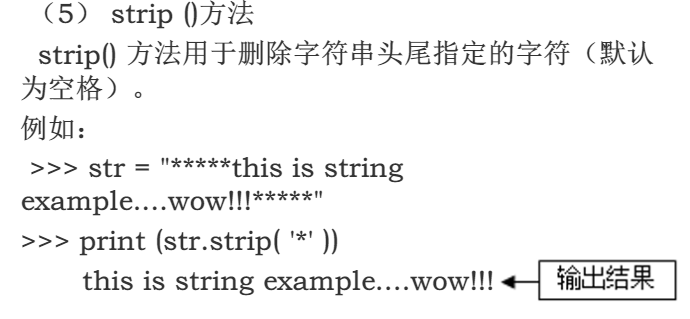 （5） strip ()方法
strip() 方法用于删除字符串头尾指定的字符（默认
为空格）。
例如：
>>> str = "*****this is string
example....wow!!!*****"
>>> print (str.strip( '*' ))
this is string example....wow!!! 输出结果